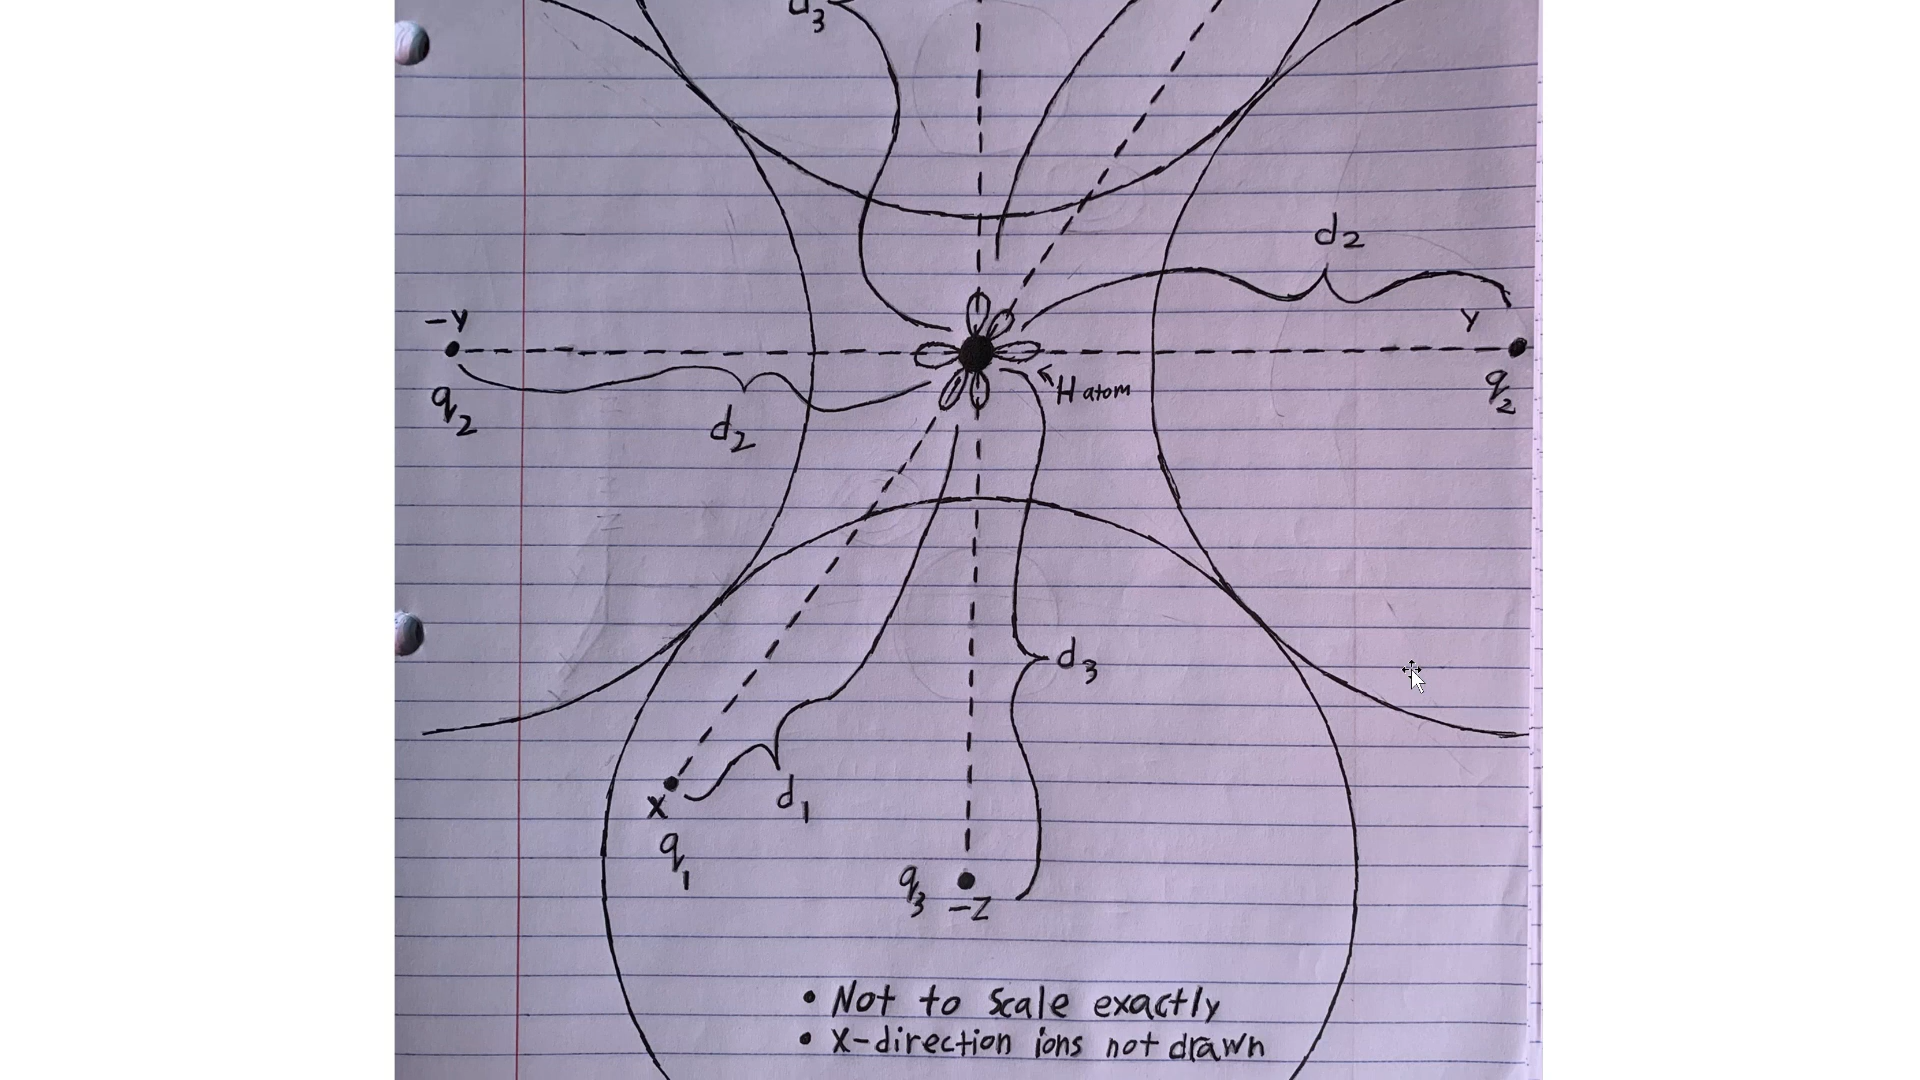 d3
d2
-Y
Y
q2
d2
H atom
q2
d3
X
d1
q1
q3
-Z
• Not to scale exactly
• X-direction ions not drawn